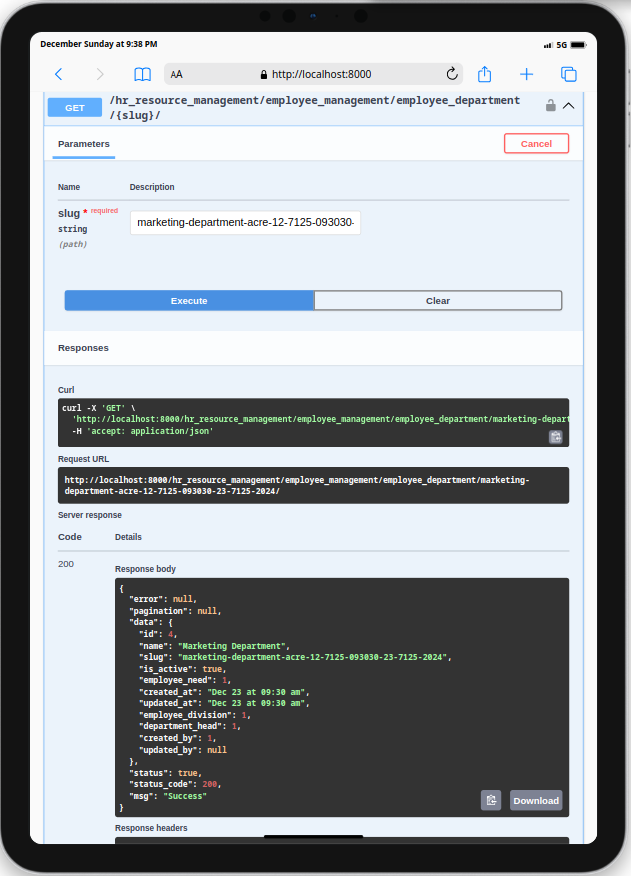 December Sunday at 9:38 PM
5G
AA
http://localhost:8000
GET
/hr_resource_management/employee_management/employee_department
/{slug}/
Parameters
Cancel
Name
Description
slug * required
string
(path)
marketing-department-acre-12-7125-093030-
Execute
Clear
Responses
Curl
curl -X 'GET' \
'http://localhost:8000/hr_resource_management/employee_management/employee_department/marketing-depart
-H 'accept: application/json'
Request URL
http://localhost:8000/hr_resource_management/employee_management/employee_department/marketing-
department-acre-12-7125-093030-23-7125-2024/
Server response
Code
Details
200
Response body
{
"error": null,
"pagination": null,
"data": {
"id": 4,
"name": "Marketing Department",
"slug": "marketing-department-acre-12-7125-093030-23-7125-2024",
"is_active": true,
"employee_need": 1,
"created_at": "Dec 23 at 09:30 am",
"updated_at": "Dec 23 at 09:30 am",
"employee_division": 1,
"department_head": 1,
"created_by": 1,
"updated_by": null
},
"status": true,
"status_code": 200,
"msg": "Success"
}
Download
Response headers